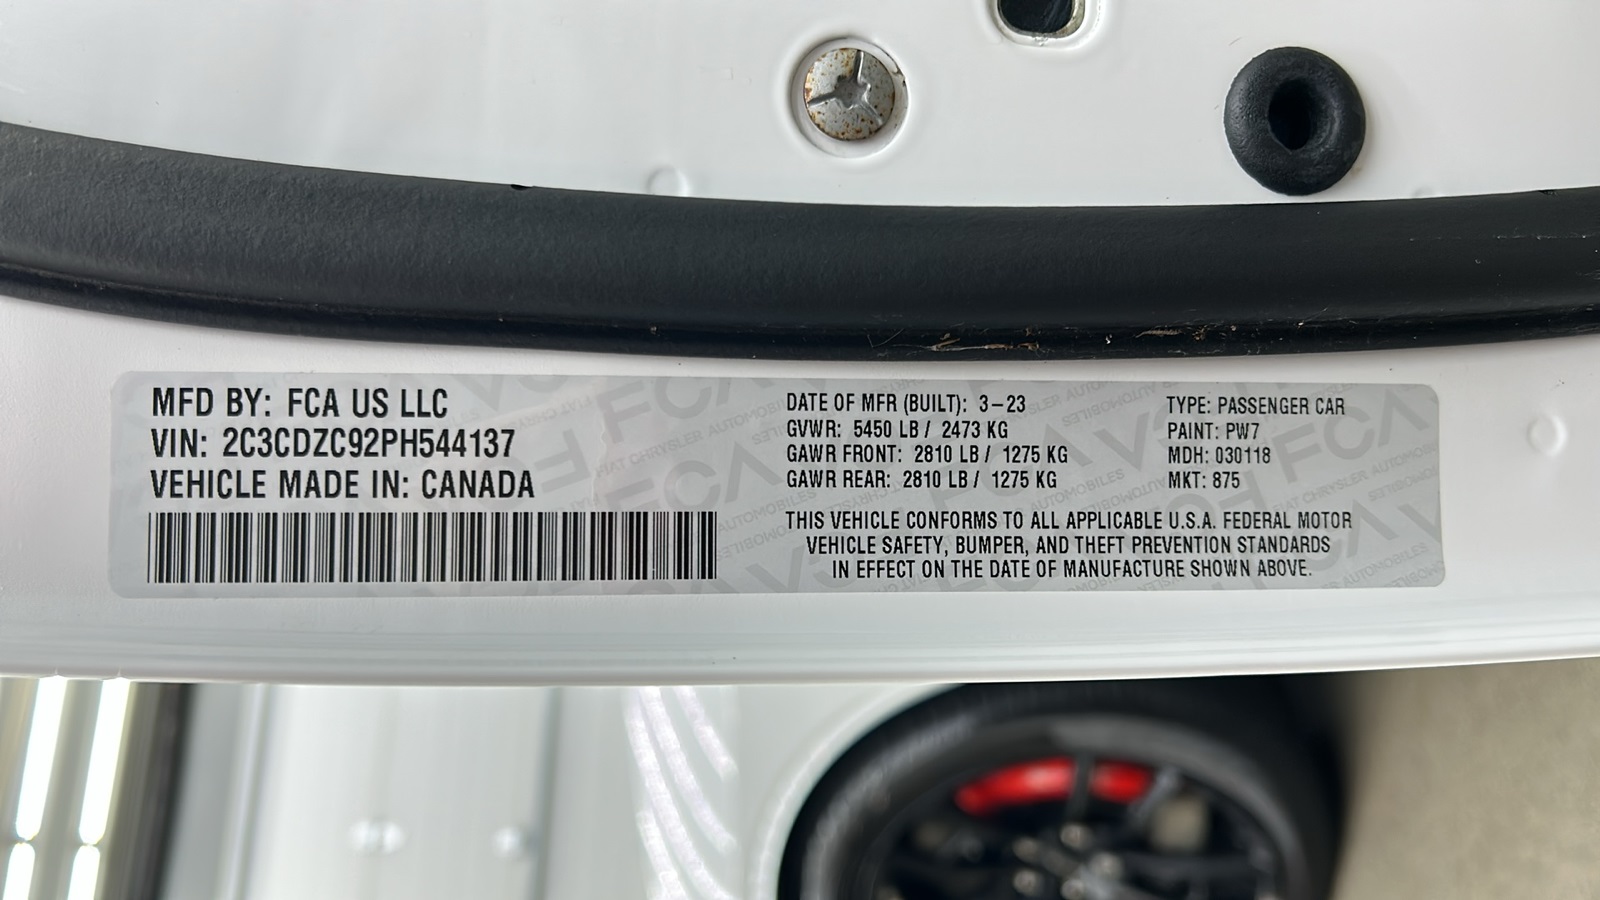 MFD BY: FCA US LLC
VIN: 2C3CDZC92PH544137
VEHICLE MADE IN: CANADA
DATE OF MFR (BUILT): 3-23
GVWR: 5450 LB / 2473 KG
GAWR FRONT: 2810 LB / 1275 KG
GAWR REAR: 2810 LB / 1275 KG
TYPE: PASSENGER CAR
PAINT: PW7
MDH: 030118
MKT: 875
THIS VEHICLE CONFORMS TO ALL APPLICABLE U.S.A. FEDERAL MOTOR
VEHICLE SAFETY, BUMPER, AND THEFT PREVENTION STANDARDS
IN EFFECT ON THE DATE OF MANUFACTURE SHOWN ABOVE.